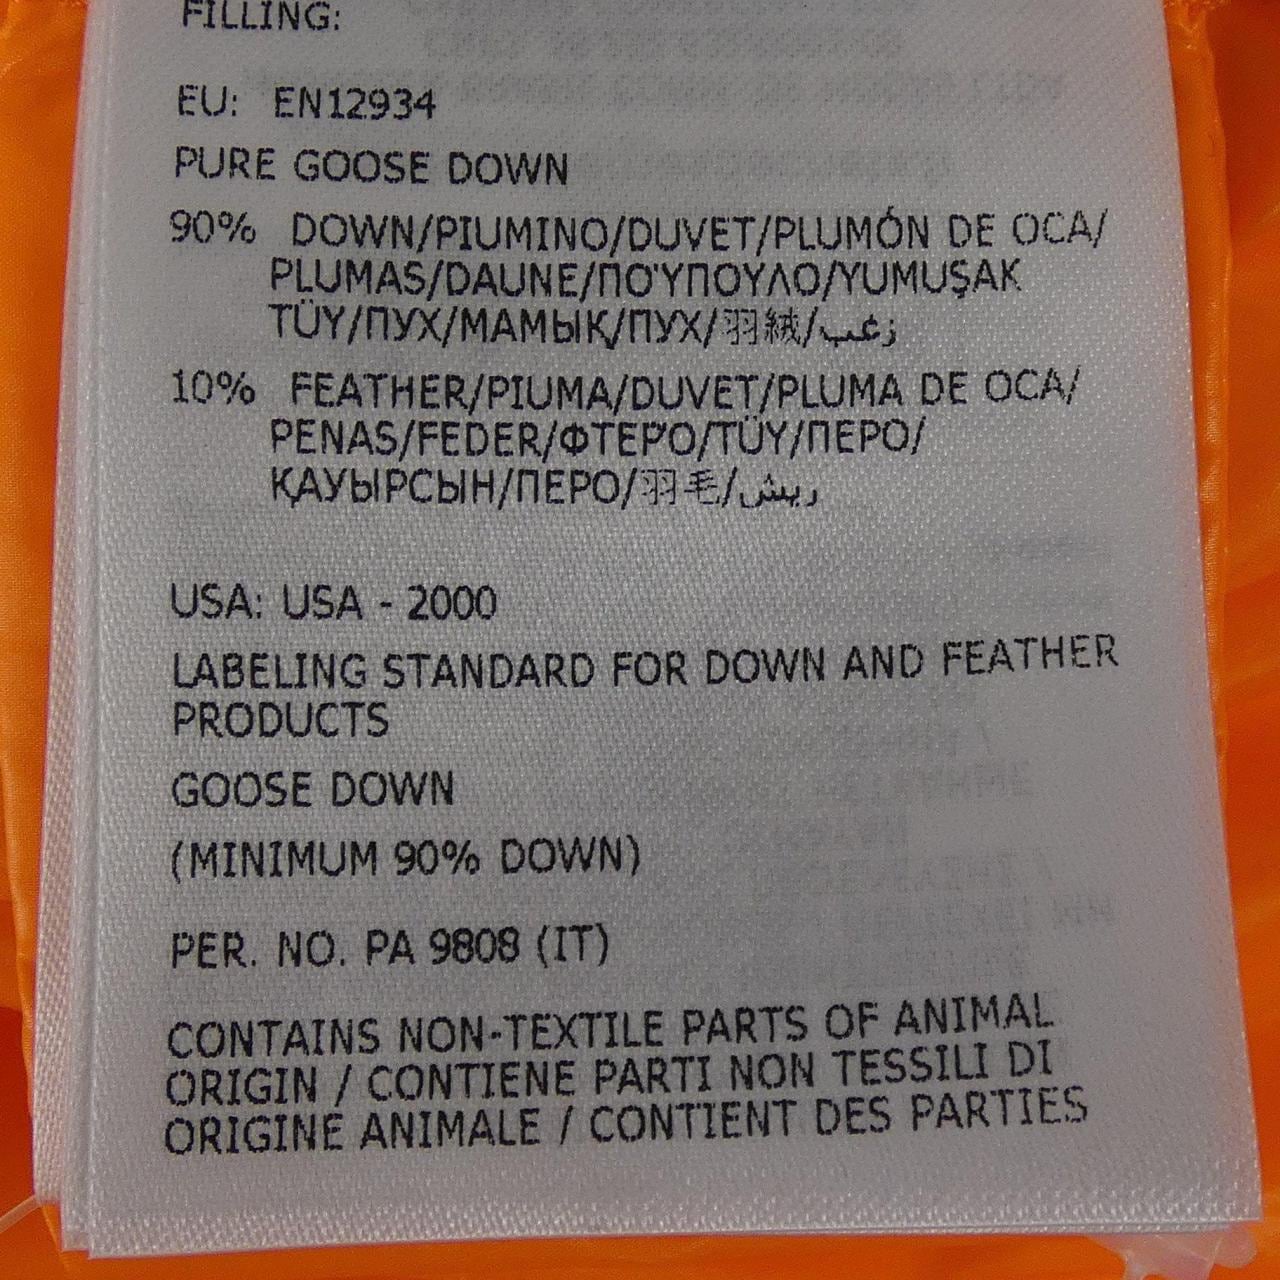 FILLING:
EU: EN12934
PURE GOOSE DOWN
90% DOWN/PIUMINO/DUVET/PLUMÓN DE OCA/
PLUMAS/DAUNE/ΠΟ'ΥΠΟΥΛΟ/YUMUŞAK
TÜY/ПУХ/МАМЫҚ/ПУХ/羽絨/زغب
10% FEATHER/PIUMA/DUVET/PLUMA DE OCA/
PENAS/FEDER/ΦΤΕΡ'Ο/TÜY/ПЕРО/
ҚАУЫРСЫН/ПЕРО/羽毛/ريش
USA: USA - 2000
LABELING STANDARD FOR DOWN AND FEATHER
PRODUCTS
GOOSE DOWN
(MINIMUM 90% DOWN)
PER. NO. PA 9808 (IT)
CONTAINS NON-TEXTILE PARTS OF ANIMAL
ORIGIN / CONTIENE PARTI NON TESSILI DI
ORIGINE ANIMALE / CONTIENT DES PARTIES